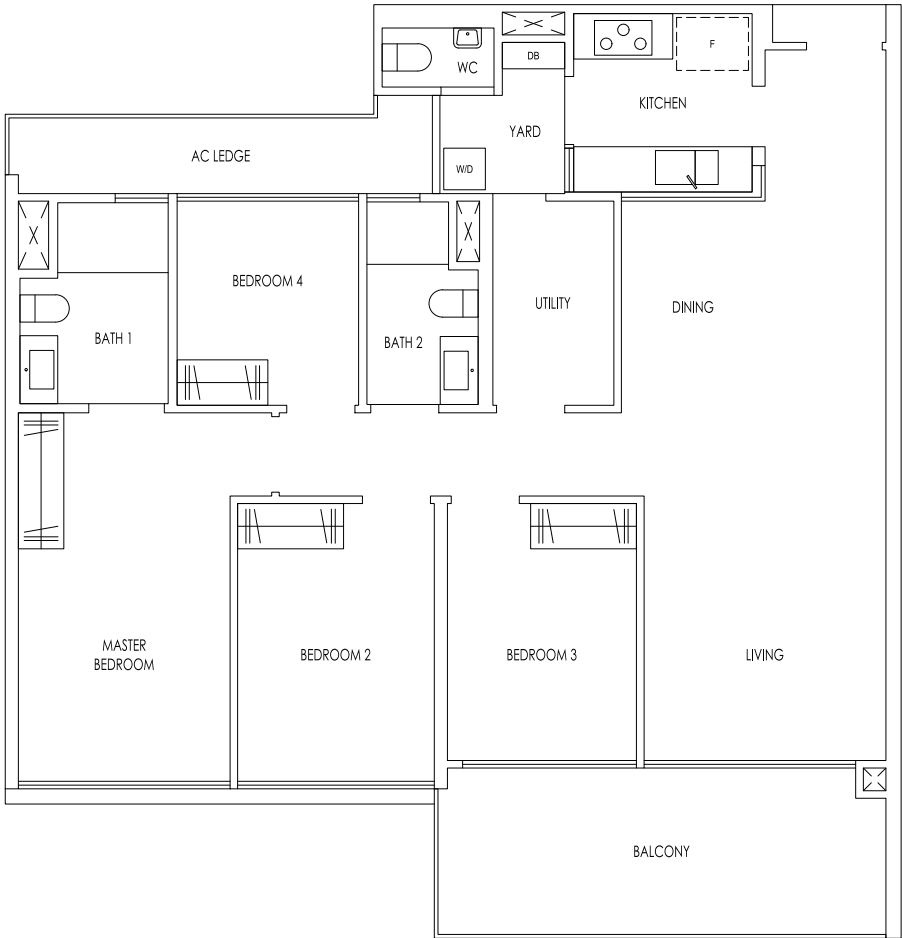 WC
DB
F
KITCHEN
YARD
AC LEDGE
W/D
BEDROOM 4
UTILITY
DINING
BATH 1
BATH 2
MASTER
BEDROOM
BEDROOM 2
BEDROOM 3
LIVING
BALCONY